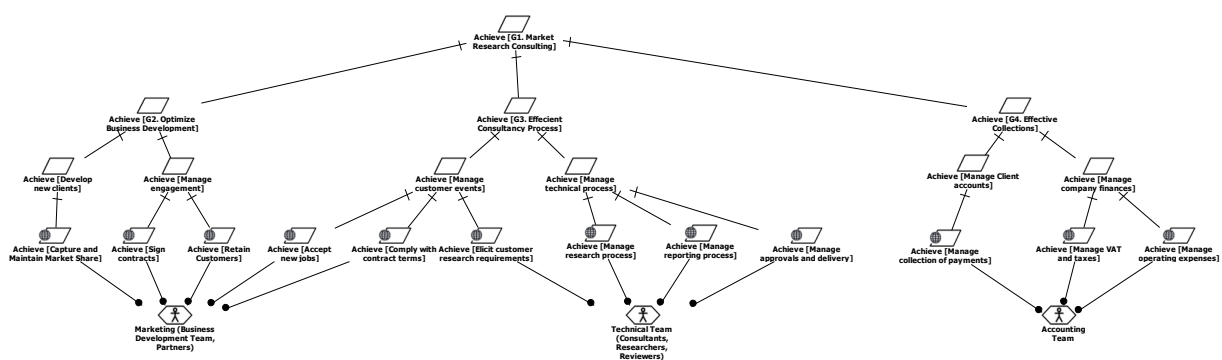 Achieve [G1. Market
Research Consulting]
Achieve [G2. Optimize
Business Development]
Achieve [G3. Effecient
Consultancy Process]
Achieve [G4. Effective
Collections]
Achieve [Develop
new clients]
Achieve [Manage
engagement]
Achieve [Manage
customer events]
Achieve [Manage
technical process]
Achieve [Manage Client
accounts]
Achieve [Manage
company finances]
Achieve [Capture and
Maintain Market Share]
Achieve [Sign
contracts]
Achieve [Retain
Customers]
Achieve [Accept
new jobs]
Achieve [Comply with
contract terms]
Achieve [Elicit customer
research requirements]
Achieve [Manage
research process]
Achieve [Manage
reporting process]
Achieve [Manage
approvals and delivery]
Achieve [Manage
collection of payments]
Achieve [Manage VAT
and taxes]
Achieve [Manage
operating expenses]
Marketing (Business
Development Team,
Partners)
Technical Team
(Consultants,
Researchers,
Reviewers)
Accounting
Team